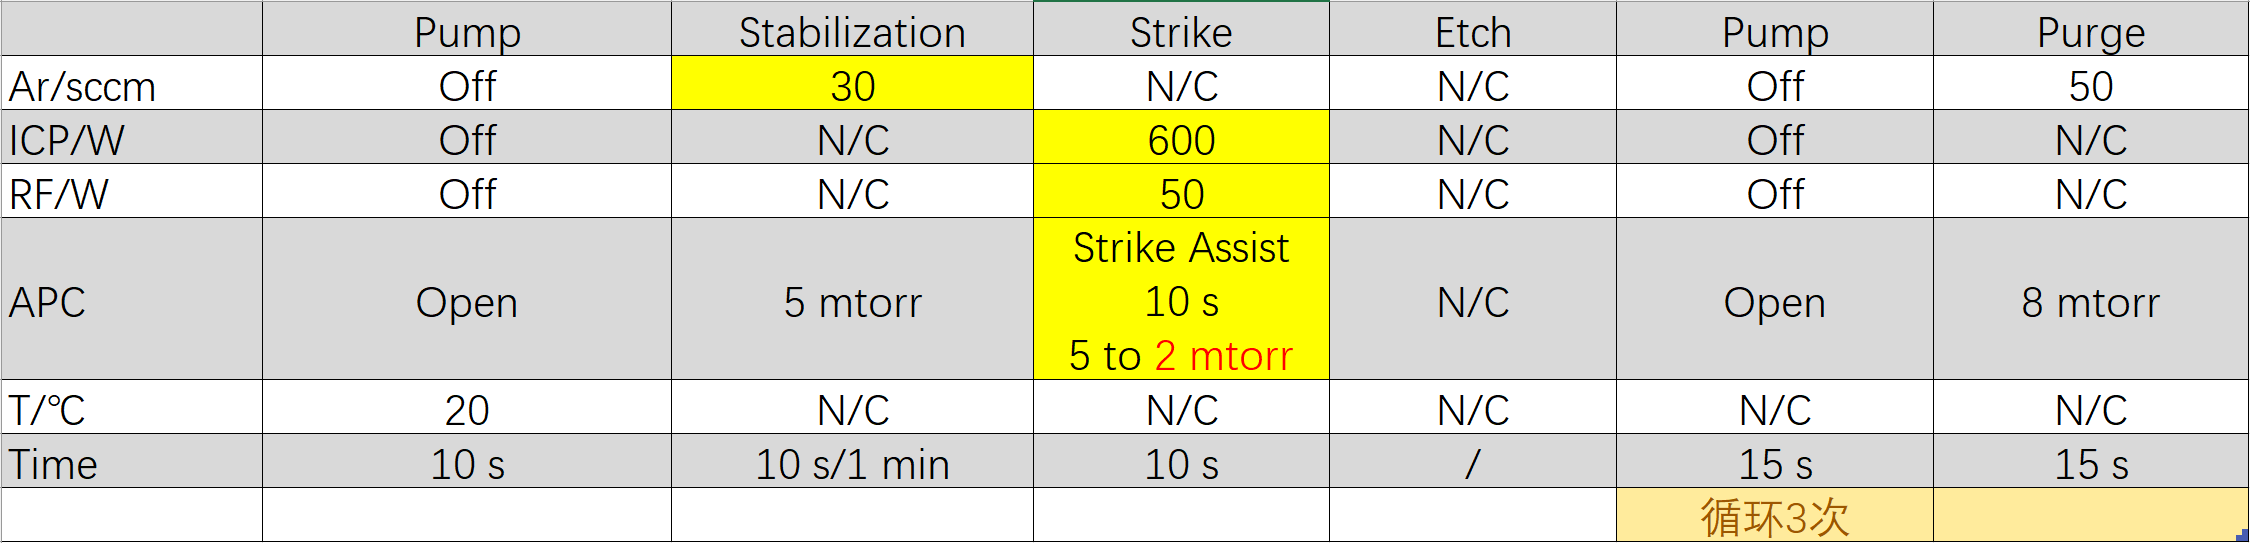 Pump Stabilization Strike Etch Pump Purge
Ar/sccm Off 30 N/C N/C Off 50
ICP/W Off N/C 600 N/C Off N/C
RF/W Off N/C 50 N/C Off N/C
APC Open 5 mtorr Strike Assist 10 s 5 to 2 mtorr N/C Open 8 mtorr
T/℃ 20 N/C N/C N/C N/C N/C
Time 10 s 10 s/1 min 10 s / 15 s 15 s
循环3次